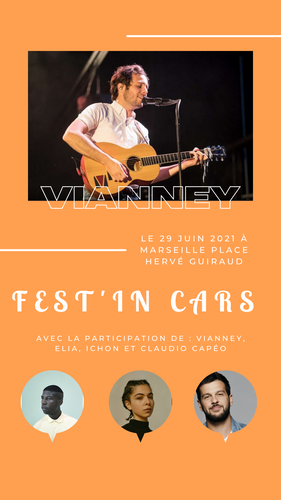 VIANNEY
LE 29 JUIN 2021 À
MARSEILLE PLACE
HERVÉ GUIRAUD
FEST'IN CARS
AVEC LA PARTICIPATION DE : VIANNEY,
ELIA, ICHON ET CLAUDIO CAPÉO